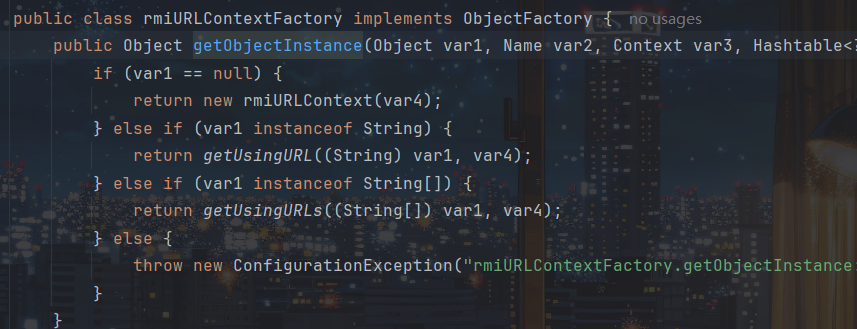 public class rmiURLContextFactory implements ObjectFactory {  no usages
    public Object getObjectInstance(Object var1, Name var2, Context var3, Hashtable<?
        if (var1 == null) {
            return new rmiURLContext(var4);
        } else if (var1 instanceof String) {
            return getUsingURL((String) var1, var4);
        } else if (var1 instanceof String[]) {
            return getUsingURLs((String[]) var1, var4);
        } else {
            throw new ConfigurationException("rmiURLContextFactory.getObjectInstance:
        }
    }